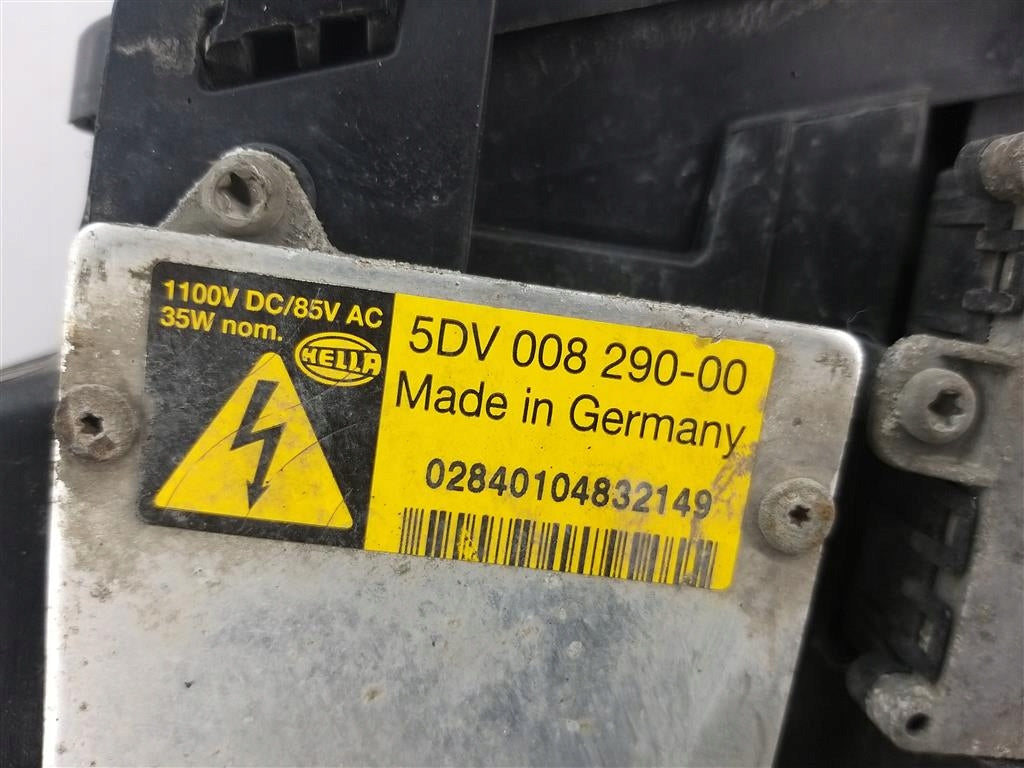 1100V DC/85V AC
35W nom.
HELLA
5DV 008 290-00
Made in Germany
02840104832149